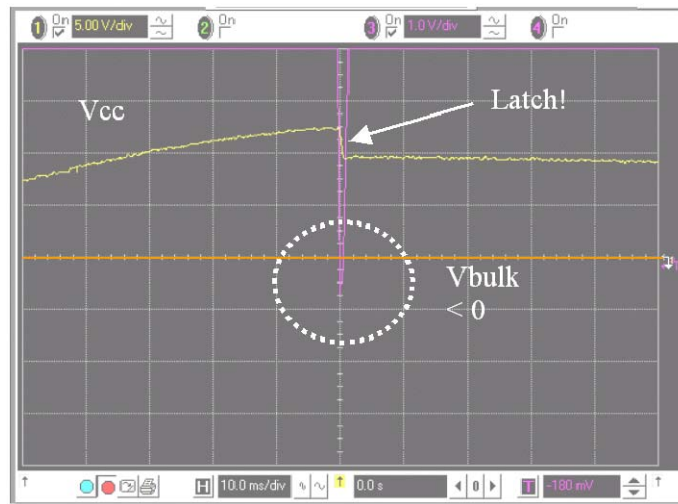 1 On 5.00 V/div 2 On 3 On 1.0 V/div 4 On
Vcc
Latch!
Vbulk
< 0
H 10.0 ms/div 0.0 s 0 T -180 mV